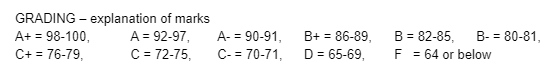 GRADING – explanation of marks
A+ = 98-100, A = 92-97, A- = 90-91, B+ = 86-89, B = 82-85, B- = 80-81,
C+ = 76-79, C = 72-75, C- = 70-71, D = 65-69, F = 64 or below